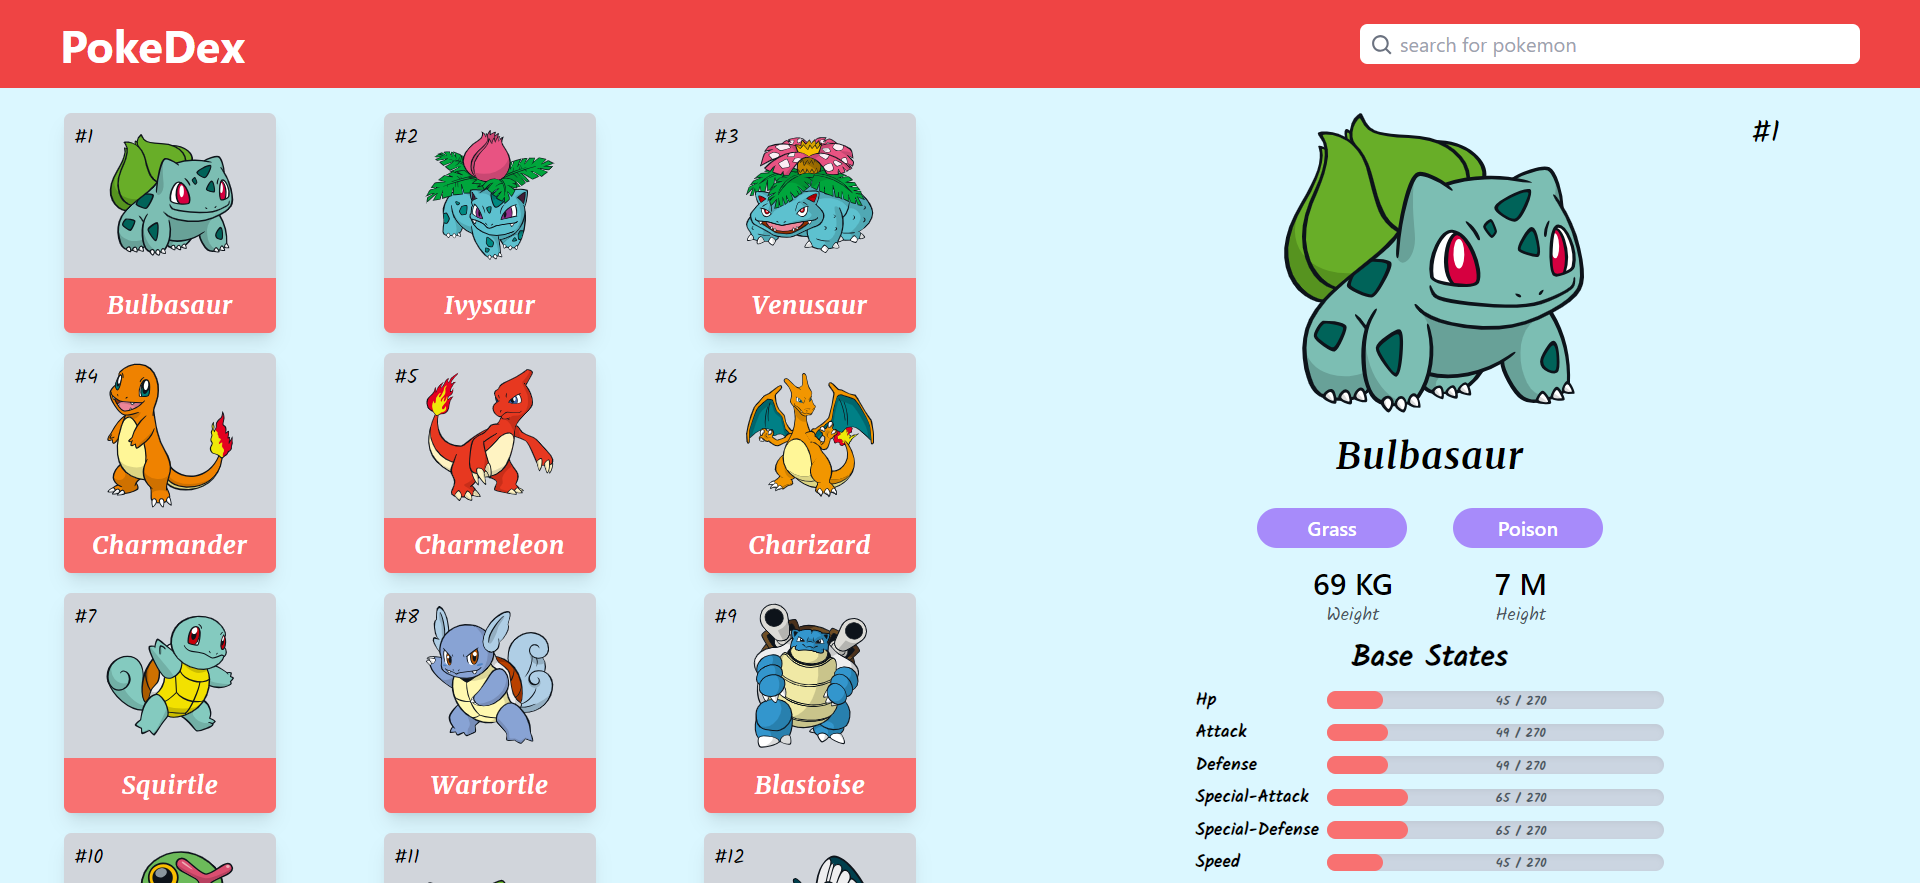 PokeDex
search for pokemon
#1
#2
#3
Bulbasaur
Ivysaur
Venusaur
#4
#5
#6
Charmander
Charmeleon
Charizard
#7
#8
#9
Squirtle
Wartortle
Blastoise
#10
#11
#12
#1
Bulbasaur
Grass
Poison
69 KG
7 M
Weight
Height
Base States
Hp
45 / 270
Attack
49 / 270
Defense
49 / 270
Special-Attack
65 / 270
Special-Defense
65 / 270
Speed
45 / 270